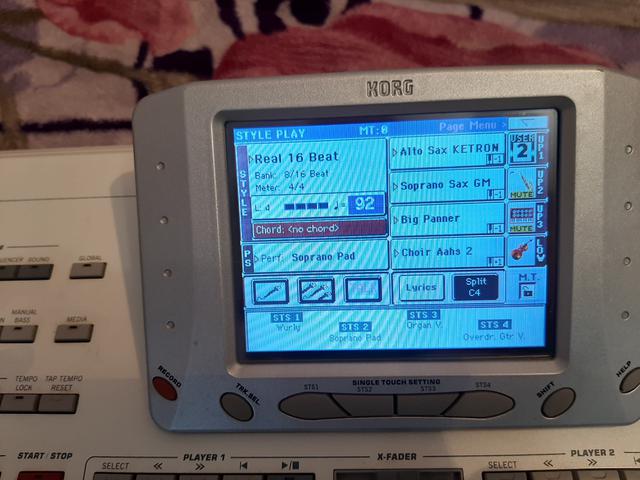 KORG
STYLE PLAY MT:0 Page Menu >
STYLE
Real 16 Beat
Bank: 8/16 Beat
Meter: 4/4
92
Chord: <no chord>
PS
Perf: Soprano Pad
Alto Sax KETRON
Soprano Sax GM
Big Panner
Choir Aahs 2
USER 2
UP1
MUTE
UP2
MUTE
UP3
LOW
Lyrics
Split C4
M.T.
STS 1
Wurly
STS 2
Soprano Pad
STS 3
Organ V.
STS 4
Overdr. Gtr V.
SOUND
GLOBAL
MANUAL BASS
MEDIA
TEMPO LOCK
TAP TEMPO RESET
RECORD
TRK.SEL.
SINGLE TOUCH SETTING
STS1
STS2
STS3
STS4
SHIFT
HELP
START / STOP
PLAYER 1
X-FADER
PLAYER 2
SELECT
SELECT